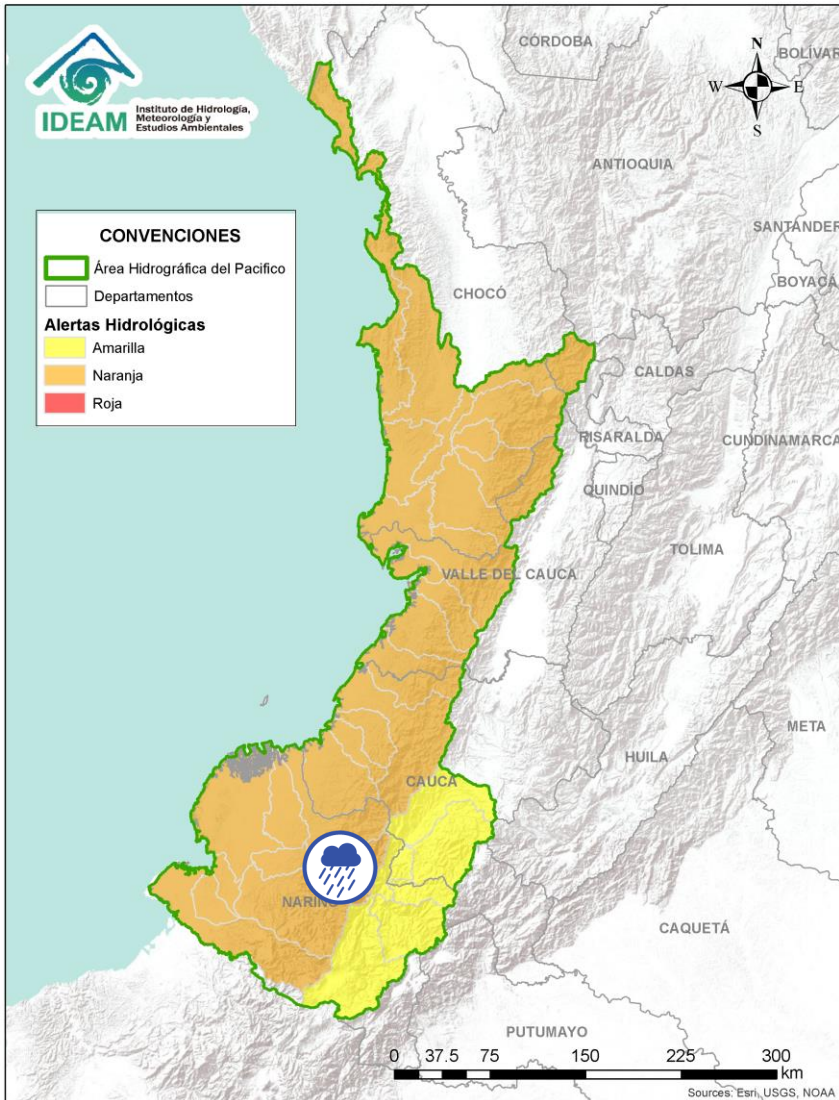 IDEAM
Instituto de Hidrología,
Meteorología y
Estudios Ambientales
CÓRDOBA
BOLÍVAR
N
W
E
S
ANTIOQUIA
SANTANDER
BOYACÁ
CONVENCIONES
Área Hidrográfica del Pacifico
Departamentos
Alertas Hidrológicas
Amarilla
Naranja
Roja
CHOCÓ
CALDAS
RISARALDA
CUNDINAMARCA
QUINDÍO
TOLIMA
VALLE DEL CAUCA
META
HUILA
CAUCA
NARIÑO
CAQUETÁ
PUTUMAYO
0 37.5 75 150 225 300
km
Sources: Esri, USGS, NOAA